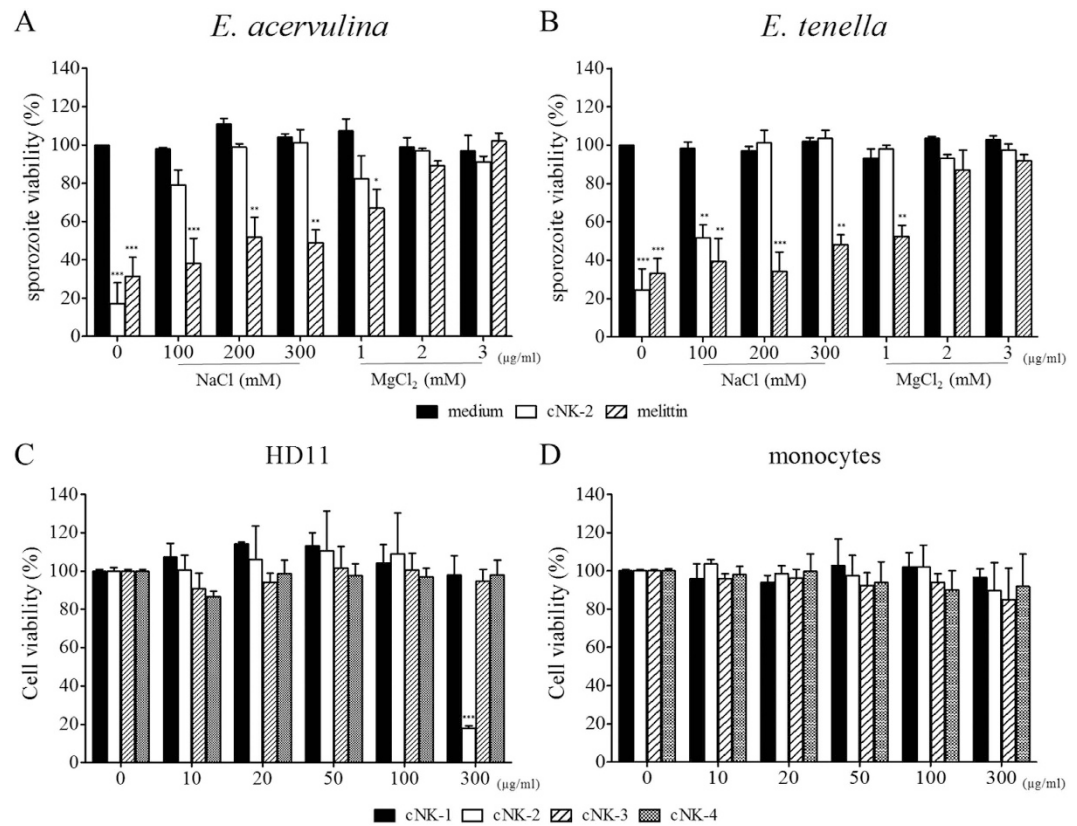 A
E. acervulina
B
E. tenella
sporozoite viability (%)
140
120
100
80
60
40
20
0
*** *** *** ** ** *
0 100 200 300 1 2 3 (µg/ml)
NaCl (mM) MgCl₂ (mM)
sporozoite viability (%)
140
120
100
80
60
40
20
0
*** *** ** ** *** ** **
0 100 200 300 1 2 3 (µg/ml)
NaCl (mM) MgCl₂ (mM)
medium cNK-2 melittin
C
HD11
D
monocytes
Cell viability (%)
140
120
100
80
60
40
20
0
***
0 10 20 50 100 300 (µg/ml)
Cell viability (%)
140
120
100
80
60
40
20
0
0 10 20 50 100 300 (µg/ml)
cNK-1 cNK-2 cNK-3 cNK-4